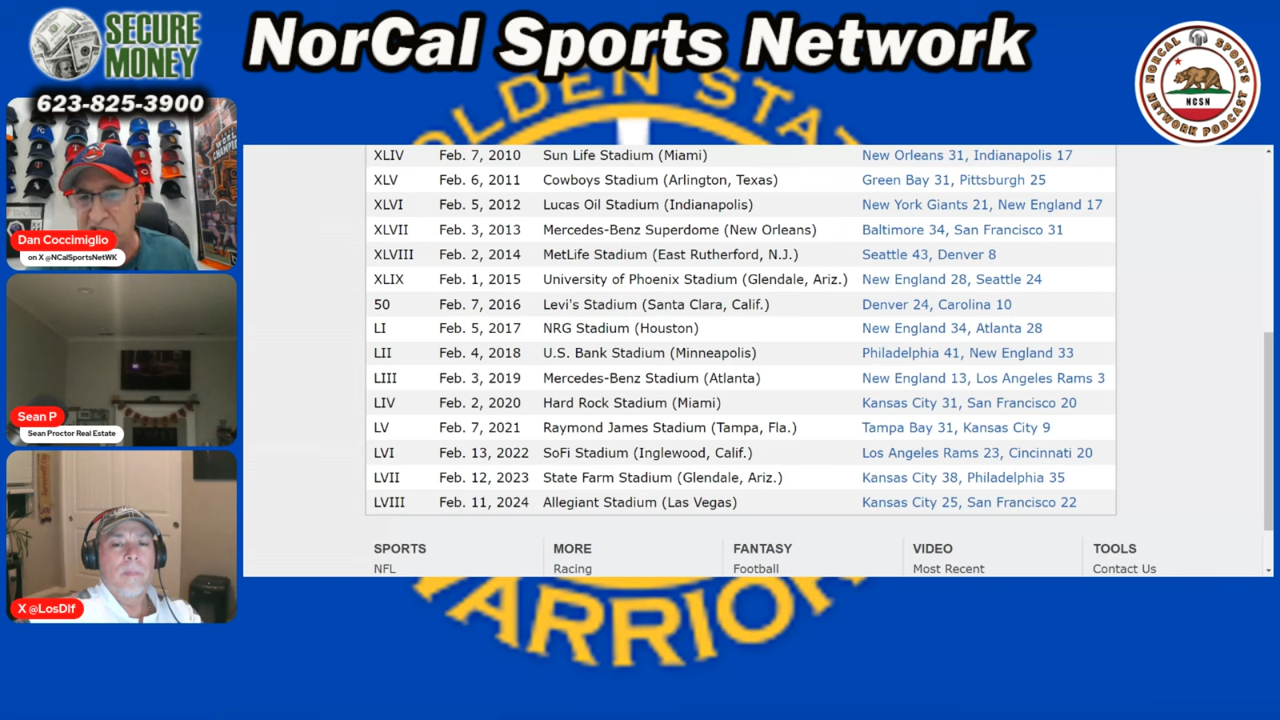 SECURE
MONEY
623-825-3900
NorCal Sports Network
NORCAL SPORTS
NETWORK PODCAST
NCSN
GOLDEN STATE
WARRIORS
Dan Coccimiglio
on X @NCalSportsNetWK
Sean P
Sean Proctor Real Estate
X @LosDlf
XLIV Feb. 7, 2010 Sun Life Stadium (Miami) New Orleans 31, Indianapolis 17
XLV Feb. 6, 2011 Cowboys Stadium (Arlington, Texas) Green Bay 31, Pittsburgh 25
XLVI Feb. 5, 2012 Lucas Oil Stadium (Indianapolis) New York Giants 21, New England 17
XLVII Feb. 3, 2013 Mercedes-Benz Superdome (New Orleans) Baltimore 34, San Francisco 31
XLVIII Feb. 2, 2014 MetLife Stadium (East Rutherford, N.J.) Seattle 43, Denver 8
XLIX Feb. 1, 2015 University of Phoenix Stadium (Glendale, Ariz.) New England 28, Seattle 24
50 Feb. 7, 2016 Levi's Stadium (Santa Clara, Calif.) Denver 24, Carolina 10
LI Feb. 5, 2017 NRG Stadium (Houston) New England 34, Atlanta 28
LII Feb. 4, 2018 U.S. Bank Stadium (Minneapolis) Philadelphia 41, New England 33
LIII Feb. 3, 2019 Mercedes-Benz Stadium (Atlanta) New England 13, Los Angeles Rams 3
LIV Feb. 2, 2020 Hard Rock Stadium (Miami) Kansas City 31, San Francisco 20
LV Feb. 7, 2021 Raymond James Stadium (Tampa, Fla.) Tampa Bay 31, Kansas City 9
LVI Feb. 13, 2022 SoFi Stadium (Inglewood, Calif.) Los Angeles Rams 23, Cincinnati 20
LVII Feb. 12, 2023 State Farm Stadium (Glendale, Ariz.) Kansas City 38, Philadelphia 35
LVIII Feb. 11, 2024 Allegiant Stadium (Las Vegas) Kansas City 25, San Francisco 22
SPORTS MORE FANTASY VIDEO TOOLS
NFL Racing Football Most Recent Contact Us